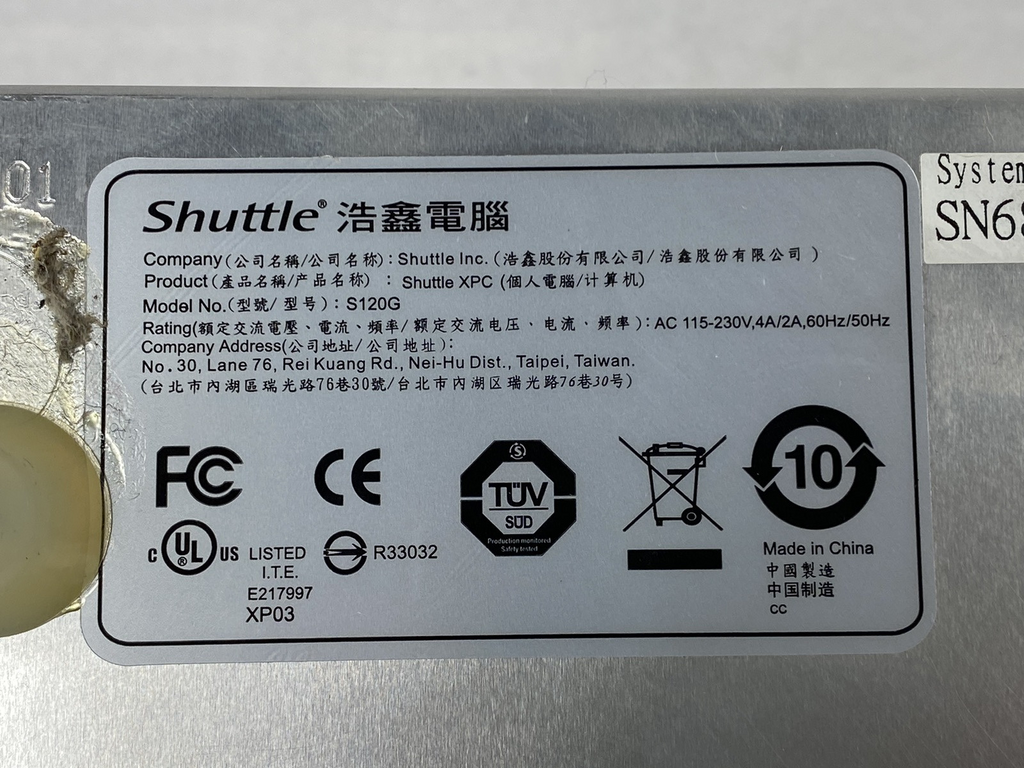 01
System
SN68
Shuttle® 浩鑫電腦
Company(公司名稱/公司名称):Shuttle Inc.(浩鑫股份有限公司/浩鑫股份有限公司)
Product(產品名稱/产品名称) : Shuttle XPC (個人電腦/计算机)
Model No.(型號/型号): S120G
Rating(額定交流電壓、電流、頻率/额定交流电压、电流、频率):AC 115-230V,4A/2A,60Hz/50Hz
Company Address(公司地址/公司地址):
No.30, Lane 76, Rei Kuang Rd., Nei-Hu Dist., Taipei, Taiwan.
(台北市內湖區瑞光路76巷30號/台北市內湖区瑞光路76巷30号)
FC CE
S
TÜV
SÜD
Production monitored
Safety tested
10
c UL® US LISTED
I.T.E.
E217997
XP03
R33032
Made in China
中國製造
中国制造
CC